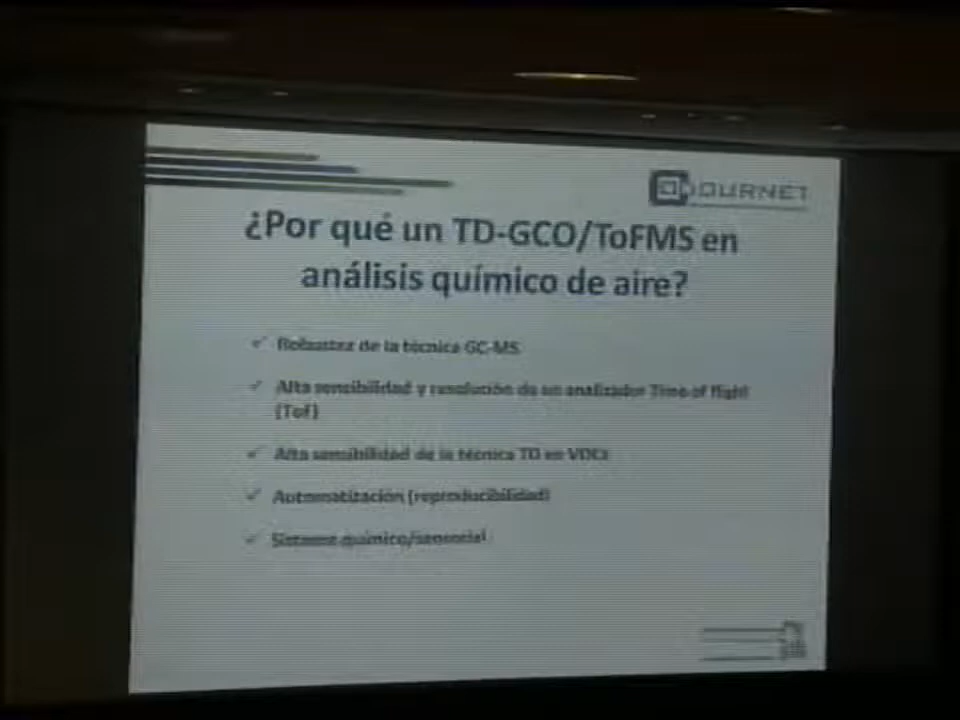 ODOURNET
¿Por qué un TD-GCO/ToFMS en
análisis químico de aire?
Robustez de la técnica GC-MS
Alta sensibilidad y resolución de un analizador Time of flight
(Tof)
Alta sensibilidad de la técnica TD en VOCs
Automatización (reproducibilidad)
Sistema químico/sensorial